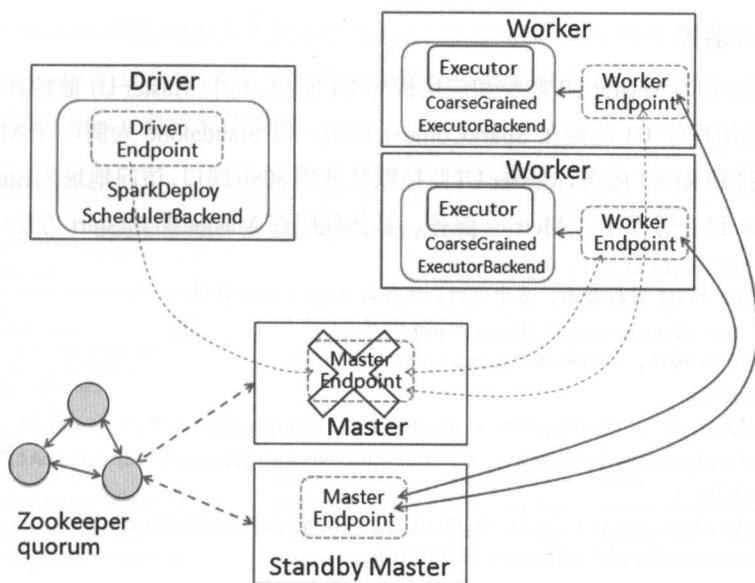 Driver
Driver
Endpoint
SparkDeploy
SchedulerBackend
Worker
Executor
CoarseGrained
ExecutorBackend
Worker
Endpoint
Worker
Executor
CoarseGrained
ExecutorBackend
Worker
Endpoint
Master
Endpoint
Master
Zookeeper
quorum
Master
Endpoint
Standby Master